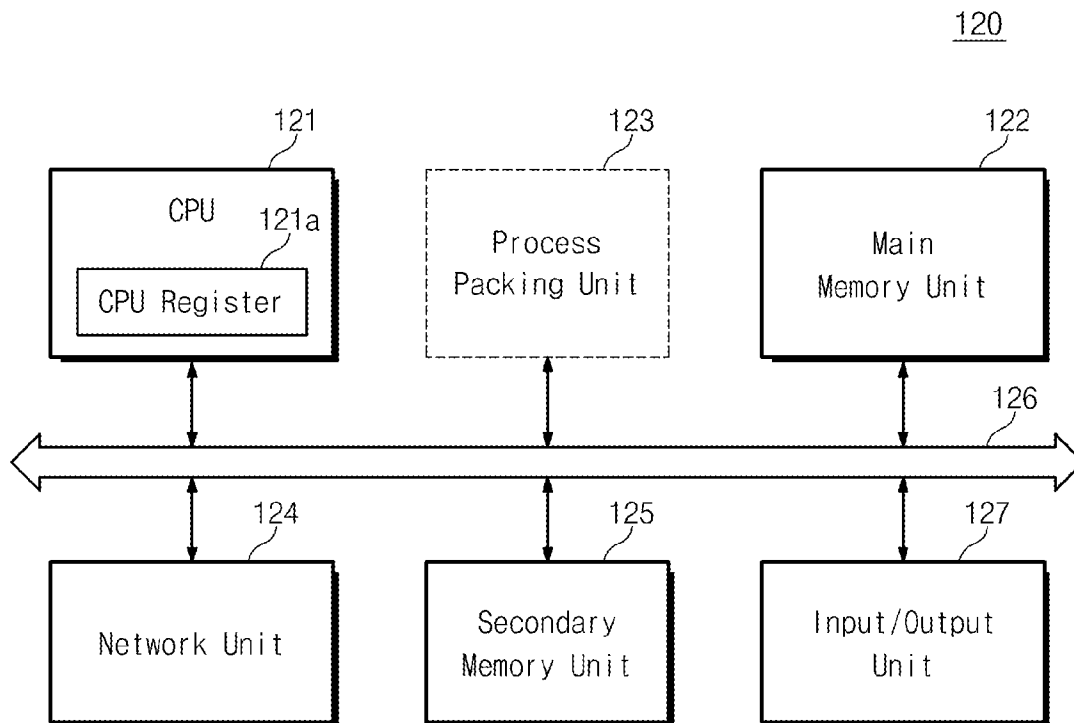 120
121
123
122
CPU
121a
CPU Register
Process
Packing Unit
Main
Memory Unit
126
124
125
127
Network Unit
Secondary
Memory Unit
Input/Output
Unit